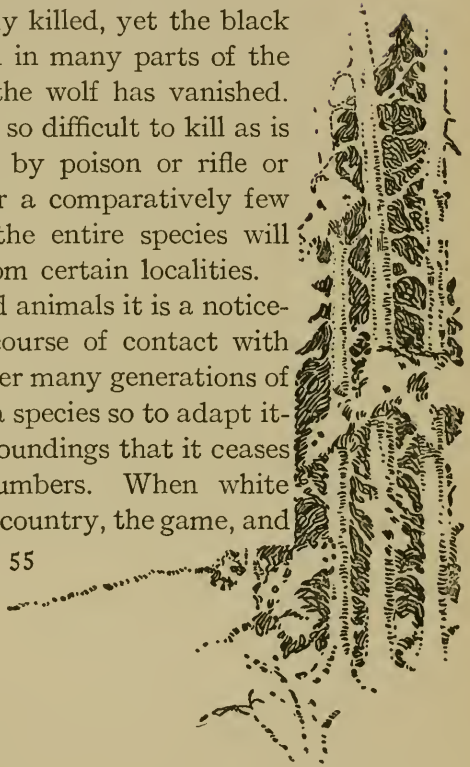 y killed, yet the black
in many parts of the
the wolf has vanished.
so difficult to kill as is
by poison or rifle or
r a comparatively few
the entire species will
om certain localities.
d animals it is a notice-
course of contact with
er many generations of
a species so to adapt it-
oundings that it ceases
umbers. When white
country, the game, and
55